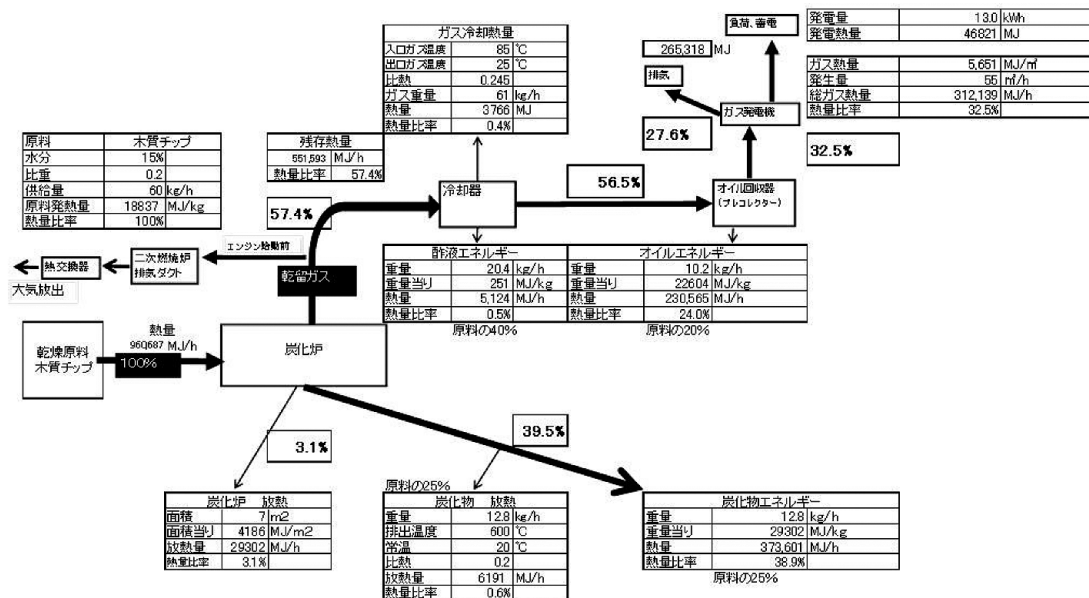 ガス冷却熱量
入口ガス温度 85 ℃
出口ガス温度 25 ℃
比熱 0.245
ガス重量 61 kg/h
熱量 3766 MJ
熱量比率 0.4%
負荷、蓄電
265,318 MJ
排気
ガス発電機
27.6%
32.5%
発電量 13.0 kWh
発電熱量 46821 MJ
ガス熱量 5,651 MJ/㎥
発生量 55 ㎥/h
総ガス熱量 312,139 MJ/h
熱量比率 32.5%
原料 木質チップ
水分 15%
比重 0.2
供給量 60 kg/h
原料発熱量 18837 MJ/kg
熱量比率 100%
残存熱量
551,593 MJ/h
熱量比率 57.4%
57.4%
冷却器
56.5%
オイル回収器
(プレコレクター)
エンジン始動前
熱交換器
二次燃焼炉
排気ダクト
大気放出
乾留ガス
酢液エネルギー
重量 20.4 kg/h
重量当り 251 MJ/kg
熱量 5,124 MJ/h
熱量比率 0.5%
原料の40%
オイルエネルギー
重量 10.2 kg/h
重量当り 22604 MJ/kg
熱量 230,565 MJ/h
熱量比率 24.0%
原料の20%
乾燥原料
木質チップ
熱量
960,687 MJ/h
100%
炭化炉
3.1%
39.5%
炭化炉 放熱
面積 7 m2
面積当り 4186 MJ/m2
放熱量 29302 MJ/h
熱量比率 3.1%
原料の25%
炭化物 放熱
重量 12.8 kg/h
排出温度 600 ℃
常温 20 ℃
比熱 0.2
放熱量 6191 MJ/h
熱量比率 0.6%
炭化物エネルギー
重量 12.8 kg/h
重量当り 29302 MJ/kg
熱量 373,601 MJ/h
熱量比率 38.9%
原料の25%